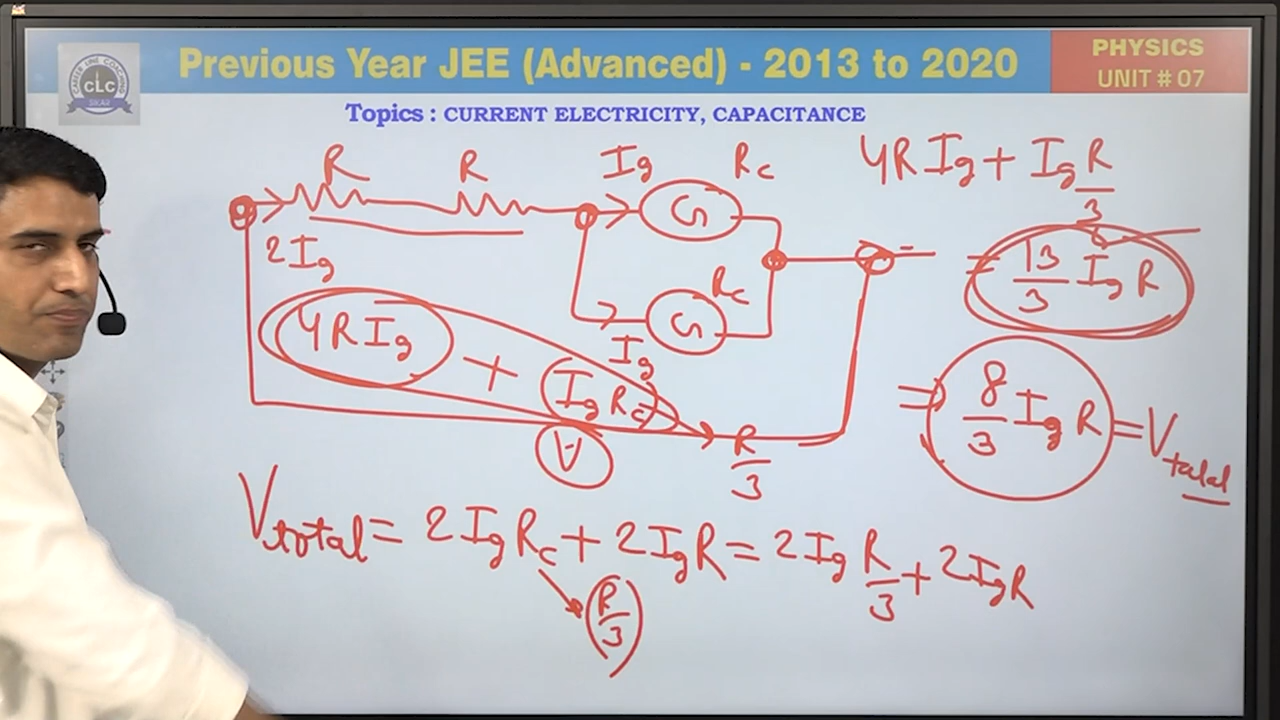 Previous Year JEE (Advanced) - 2013 to 2020
PHYSICS
UNIT # 07
CLC
SIKAR
Topics : CURRENT ELECTRICITY, CAPACITANCE
R R Ig Rc
G
2Ig
Rc
G
Ig
4RIg + IgRc
R/3
V
4RIg + Ig R/3
= 13/3 IgR
= 8/3 IgR = Vtotal
Vtotal = 2IgRc + 2IgR = 2Ig R/3 + 2IgR
(R/3)